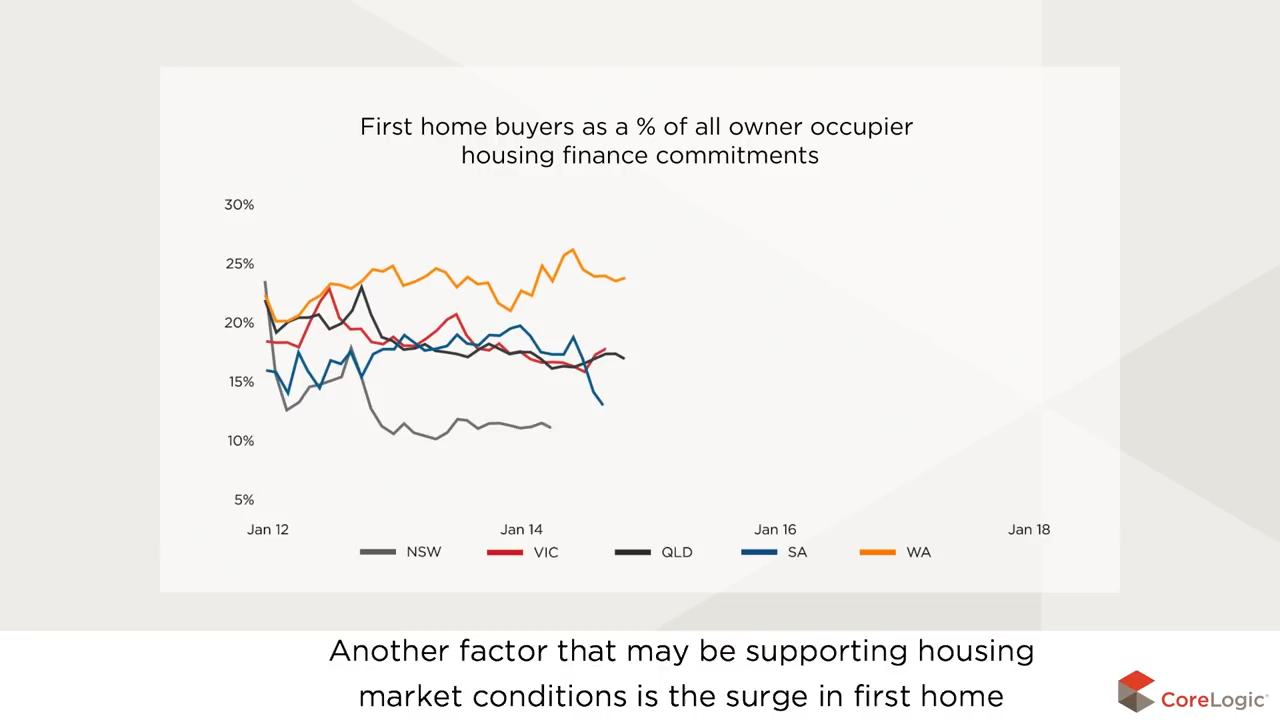 First home buyers as a % of all owner occupier
housing finance commitments
30%
25%
20%
15%
10%
5%
Jan 12 Jan 14 Jan 16 Jan 18
NSW VIC QLD SA WA
Another factor that may be supporting housing
market conditions is the surge in first home
CoreLogic